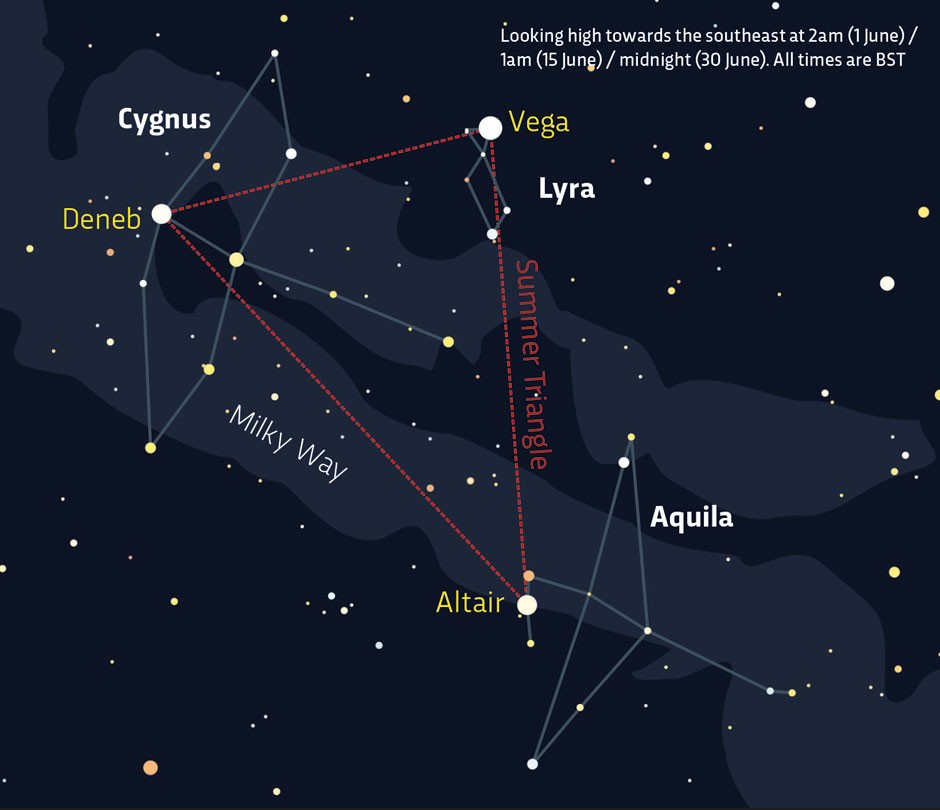 Looking high towards the southeast at 2am (1 June) /
1am (15 June) / midnight (30 June). All times are BST
Cygnus
Vega
Lyra
Deneb
Summer Triangle
Milky Way
Aquila
Altair